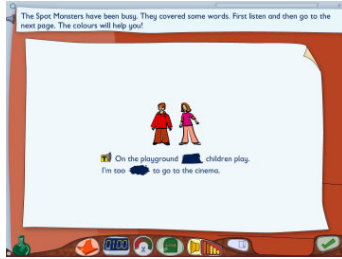 The Spot Monsters have been busy. They covered some words. First listen and then go to the
next page. The colours will help you!
On the playground children play.
I'm too to go to the cinema.